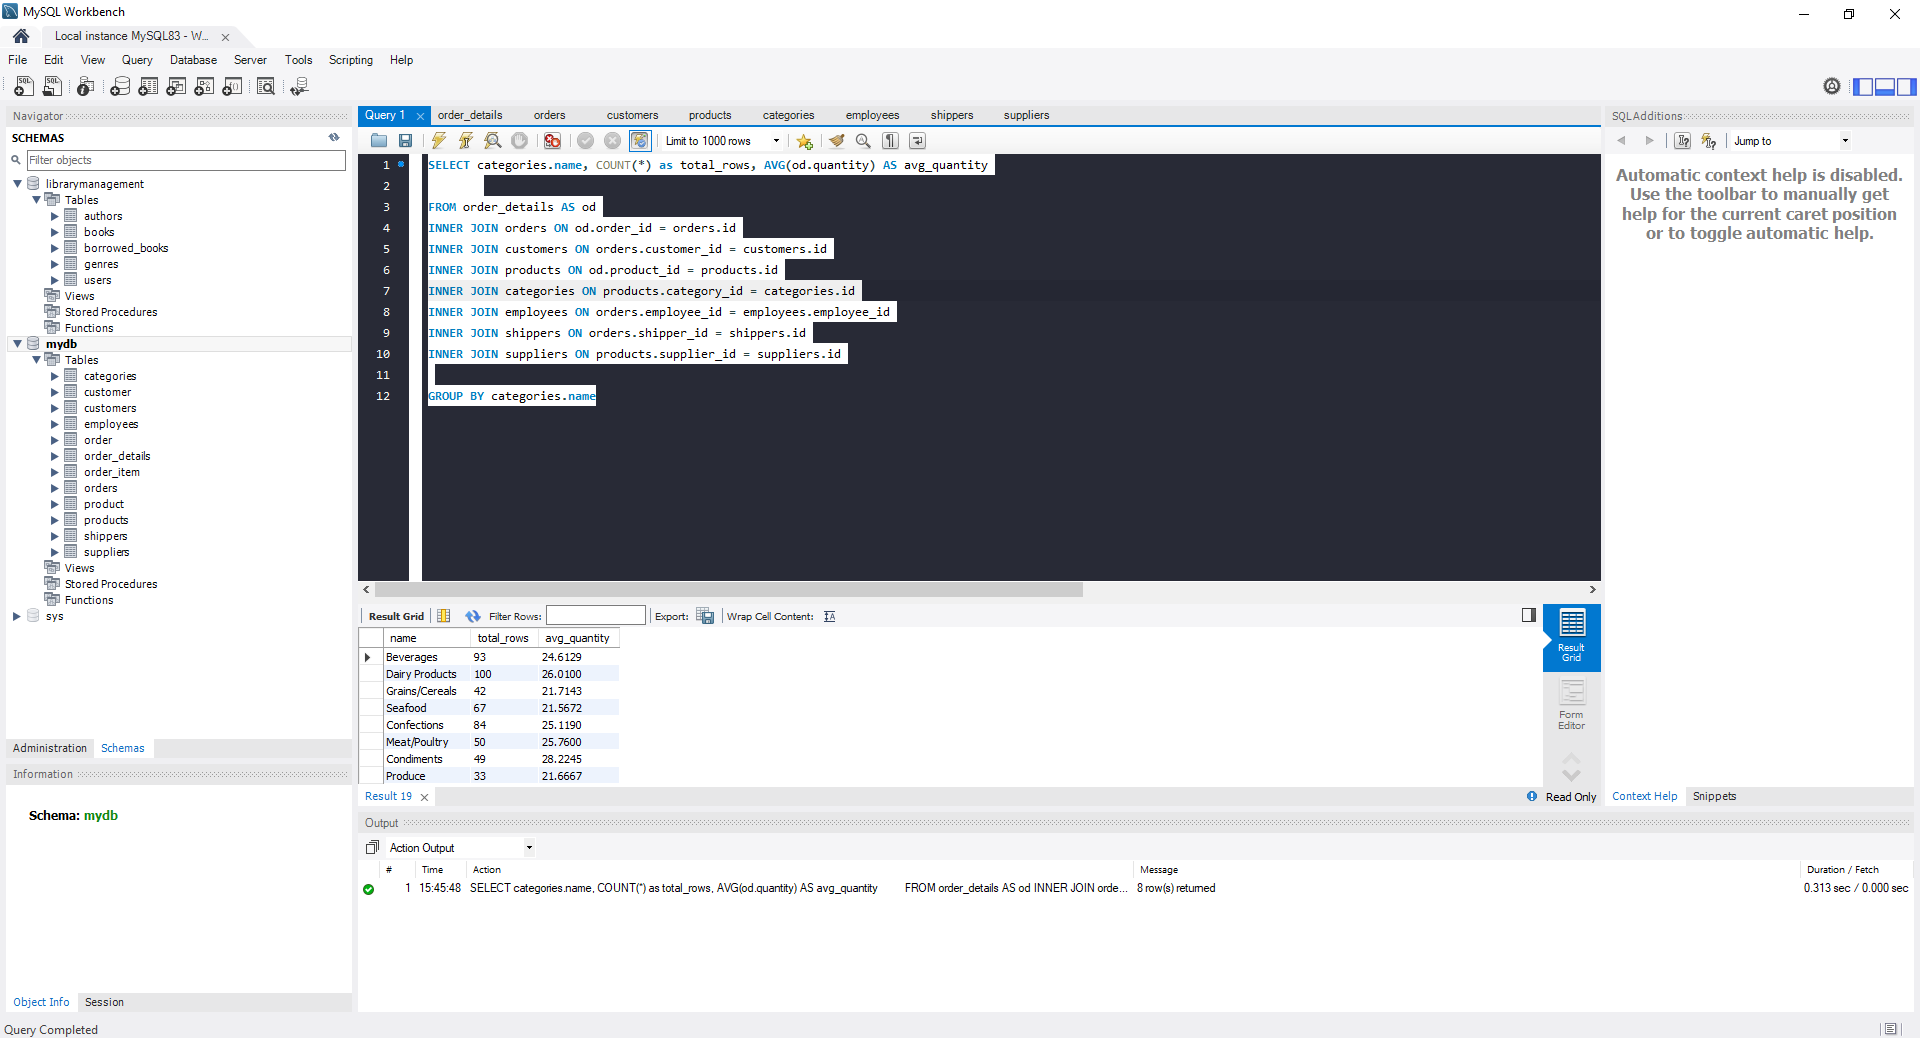 MySQL Workbench
Local instance MySQL83 - W...
File Edit View Query Database Server Tools Scripting Help
Navigator
SCHEMAS
Filter objects
librarymanagement
Tables
authors
books
borrowed_books
genres
users
Views
Stored Procedures
Functions
mydb
Tables
categories
customer
customers
employees
order
order_details
order_item
orders
product
products
shippers
suppliers
Views
Stored Procedures
Functions
sys
Administration Schemas
Information
Schema: mydb
Object Info Session
Query Completed
Query 1 order_details orders customers products categories employees shippers suppliers
Limit to 1000 rows
1 SELECT categories.name, COUNT(*) as total_rows, AVG(od.quantity) AS avg_quantity
2
3 FROM order_details AS od
4 INNER JOIN orders ON od.order_id = orders.id
5 INNER JOIN customers ON orders.customer_id = customers.id
6 INNER JOIN products ON od.product_id = products.id
7 INNER JOIN categories ON products.category_id = categories.id
8 INNER JOIN employees ON orders.employee_id = employees.employee_id
9 INNER JOIN shippers ON orders.shipper_id = shippers.id
10 INNER JOIN suppliers ON products.supplier_id = suppliers.id
11
12 GROUP BY categories.name
Result Grid Filter Rows: Export: Wrap Cell Content:
name total_rows avg_quantity
Beverages 93 24.6129
Dairy Products 100 26.0100
Grains/Cereals 42 21.7143
Seafood 67 21.5672
Confections 84 25.1190
Meat/Poultry 50 25.7600
Condiments 49 28.2245
Produce 33 21.6667
Result
Grid
Form
Editor
Result 19
Read Only
Output
Action Output
# Time Action Message Duration / Fetch
1 15:45:48 SELECT categories.name, COUNT(*) as total_rows, AVG(od.quantity) AS avg_quantity FROM order_details AS od INNER JOIN orde... 8 row(s) returned 0.313 sec / 0.000 sec
SQLAdditions
Jump to
Automatic context help is disabled.
Use the toolbar to manually get
help for the current caret position
or to toggle automatic help.
Context Help Snippets